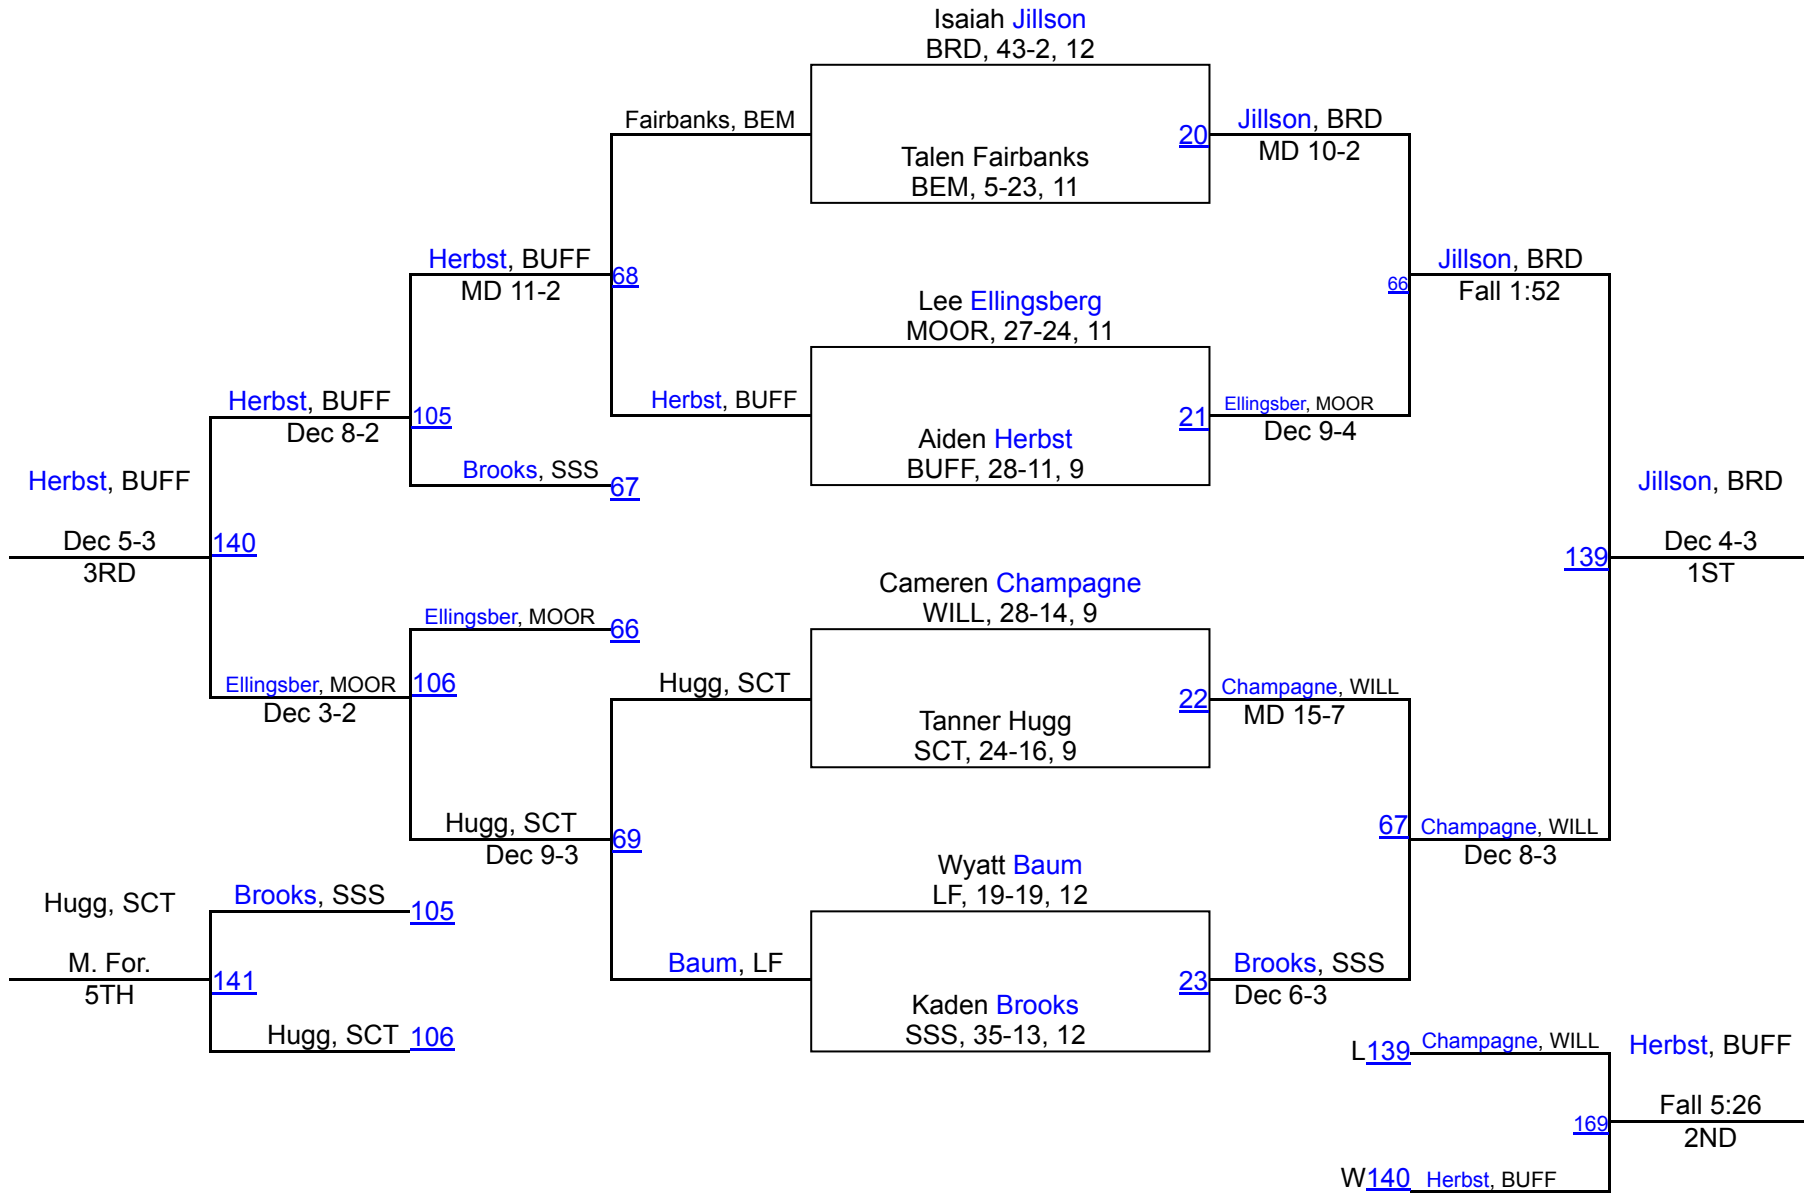 Isaiah Jillson
BRD, 43-2, 12
Fairbanks, BEM
20
Jillson, BRD
MD 10-2
Talen Fairbanks
BEM, 5-23, 11
Herbst, BUFF
MD 11-2
68
Lee Ellingsberg
MOOR, 27-24, 11
66
Jillson, BRD
Fall 1:52
Herbst, BUFF
Dec 8-2
105
Herbst, BUFF
21
Ellingsber, MOOR
Dec 9-4
Aiden Herbst
BUFF, 28-11, 9
Brooks, SSS
67
Herbst, BUFF
Dec 5-3
3RD
140
Jillson, BRD
139
Dec 4-3
1ST
Cameren Champagne
WILL, 28-14, 9
Ellingsber, MOOR
66
Ellingsber, MOOR
Dec 3-2
106
Hugg, SCT
22
Champagne, WILL
MD 15-7
Tanner Hugg
SCT, 24-16, 9
Hugg, SCT
Dec 9-3
69
67
Champagne, WILL
Dec 8-3
Wyatt Baum
LF, 19-19, 12
Hugg, SCT
Brooks, SSS
105
M. For.
5TH
141
Baum, LF
23
Brooks, SSS
Dec 6-3
Kaden Brooks
SSS, 35-13, 12
Hugg, SCT
106
L139
Champagne, WILL
Herbst, BUFF
169
Fall 5:26
2ND
W140
Herbst, BUFF